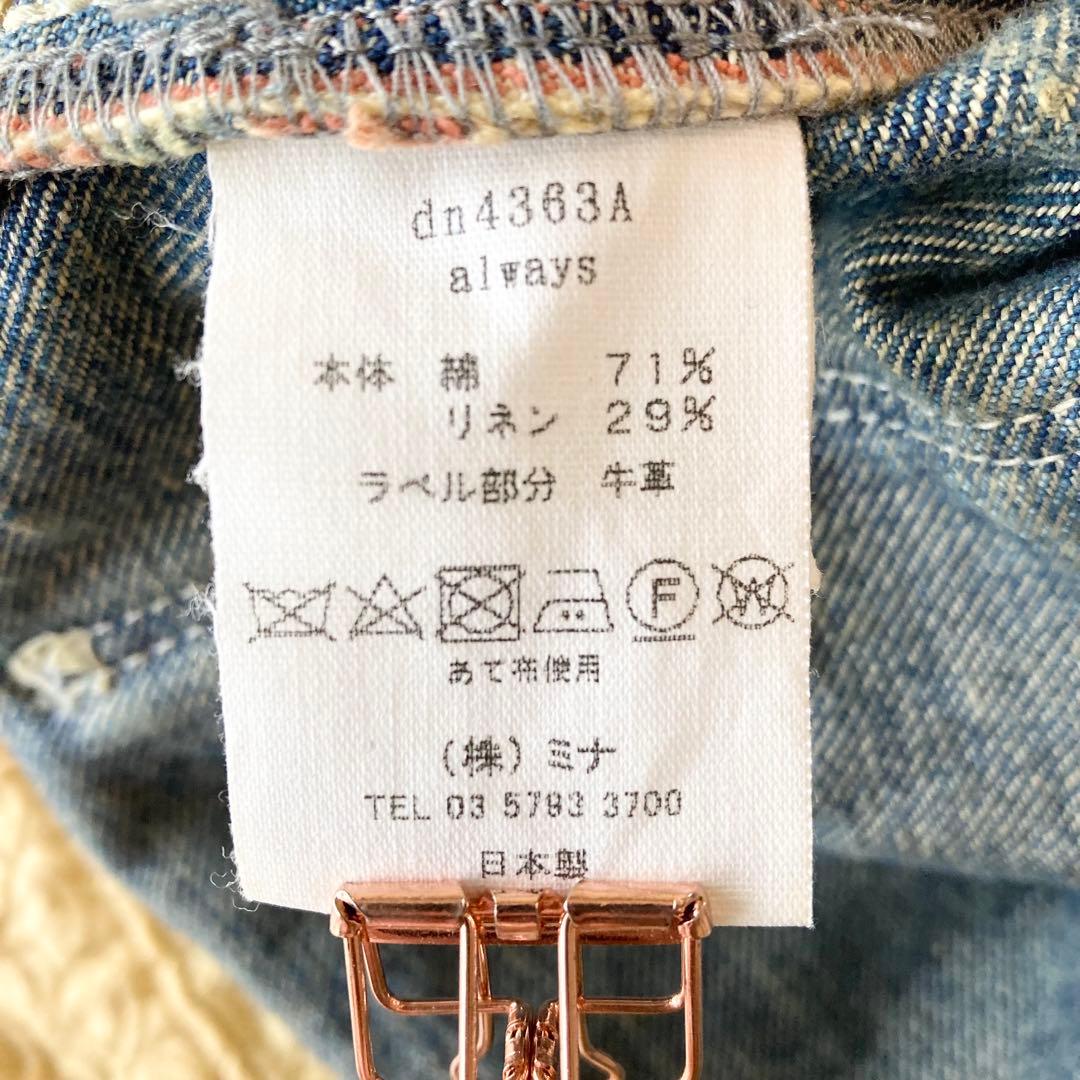 dn4363A
always
本体 綿 71%
リネン 29%
ラベル部分 牛革
F
W
あて布使用
(株) ミナ
TEL 03 5793 3700
日本製